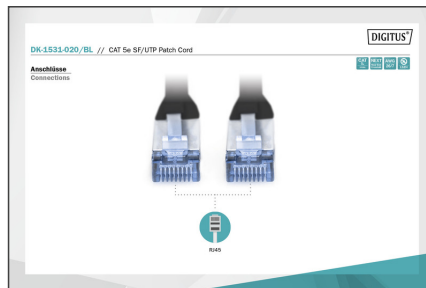 DIGITUS®
DK-1531-020/BL // CAT 5e SF/UTP Patch Cord
Anschlüsse
Connections
RJ45